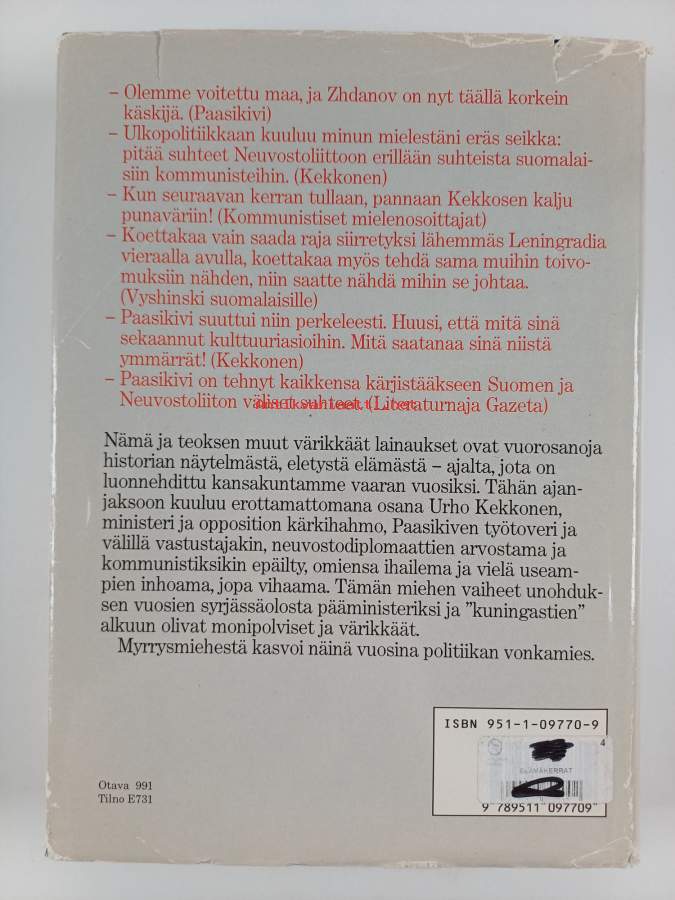 – Olemme voitettu maa, ja Zhdanov on nyt täällä korkein
käskijä. (Paasikivi)
– Ulkopolitiikkaan kuuluu minun mielestäni eräs seikka:
pitää suhteet Neuvostoliittoon erillään suhteista suomalai-
siin kommunisteihin. (Kekkonen)
– Kun seuraavan kerran tullaan, pannaan Kekkosen kalju
punaväriin! (Kommunistiset mielenosoittajat)
– Koettakaa vain saada raja siirretyksi lähemmäs Leningradia
vieraalla avulla, koettakaa myös tehdä sama muihin toivo-
muksiin nähden, niin saatte nähdä mihin se johtaa.
(Vyshinski suomalaisille)
– Paasikivi suuttui niin perkeleesti. Huusi, että mitä sinä
sekaannut kulttuuriasioihin. Mitä saatanaa sinä niistä
ymmärrät! (Kekkonen)
– Paasikivi on tehnyt kaikkensa kärjistääkseen Suomen ja
Neuvostoliiton väliset suhteet. (Literaturnaja Gazeta)
Nämä ja teoksen muut värikkäät lainaukset ovat vuorosanoja
historian näytelmästä, eletystä elämästä – ajalta, jota on
luonnehdittu kansakuntamme vaaran vuosiksi. Tähän ajan-
jaksoon kuuluu erottamattomana osana Urho Kekkonen,
ministeri ja opposition kärkihahmo, Paasikiven työtoveri ja
välillä vastustajakin, neuvostodiplomaattien arvostama ja
kommunistiksikin epäilty, omiensa ihailema ja vielä useam-
pien inhoama, jopa vihaama. Tämän miehen vaiheet unohduk-
sen vuosien syrjässäolosta pääministeriksi ja ”kuningastien”
alkuun olivat monipolviset ja värikkäät.
Myrrysmiehestä kasvoi näinä vuosina politiikan vonkamies.
ISBN 951-1-09770-9
4
ELÄMÄKERRAT
9 789511 097709
Otava 991
Tilno E731